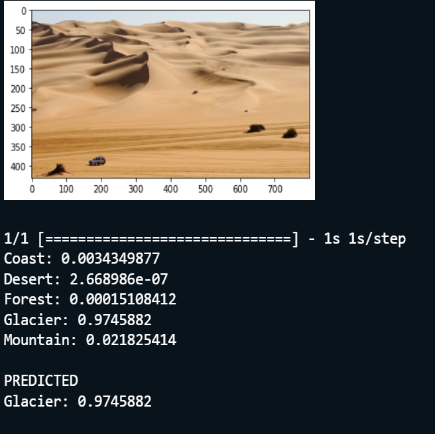 0
50
100
150
200
250
300
350
400
0 100 200 300 400 500 600 700
1/1 [==============================] - 1s 1s/step
Coast: 0.0034349877
Desert: 2.668986e-07
Forest: 0.00015108412
Glacier: 0.9745882
Mountain: 0.021825414
PREDICTED
Glacier: 0.9745882